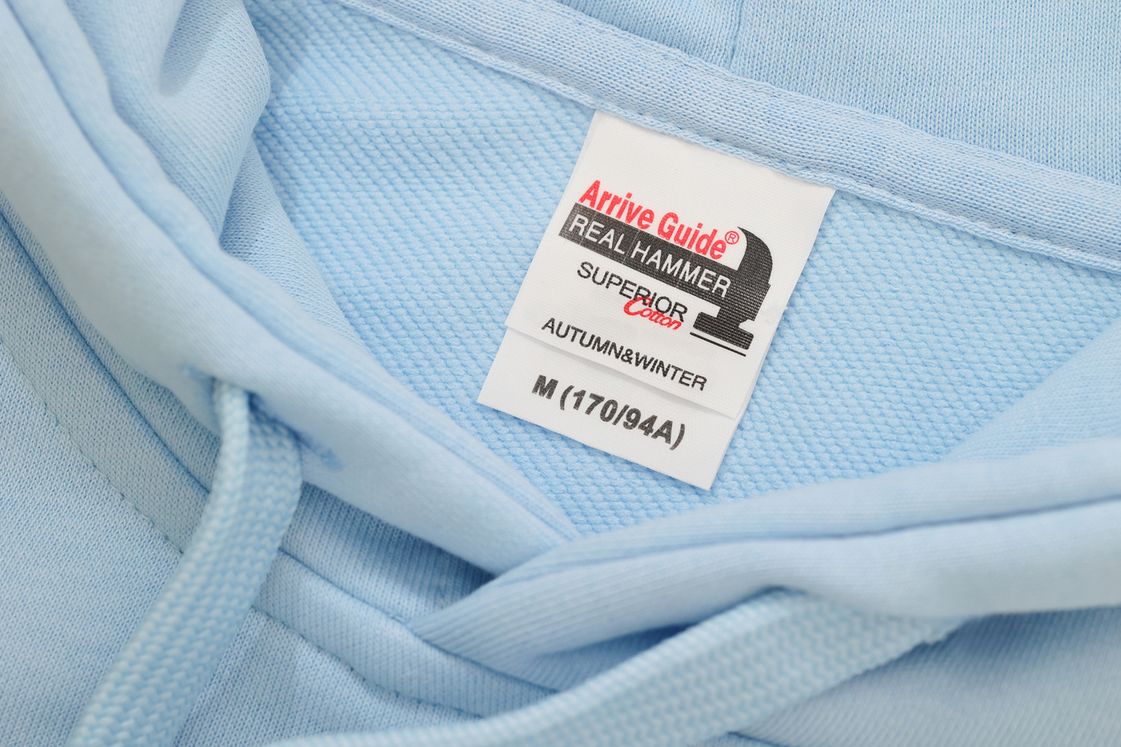 Arrive Guide®
REAL HAMMER
SUPERIOR
Cotton
AUTUMN&WINTER
M (170/94A)